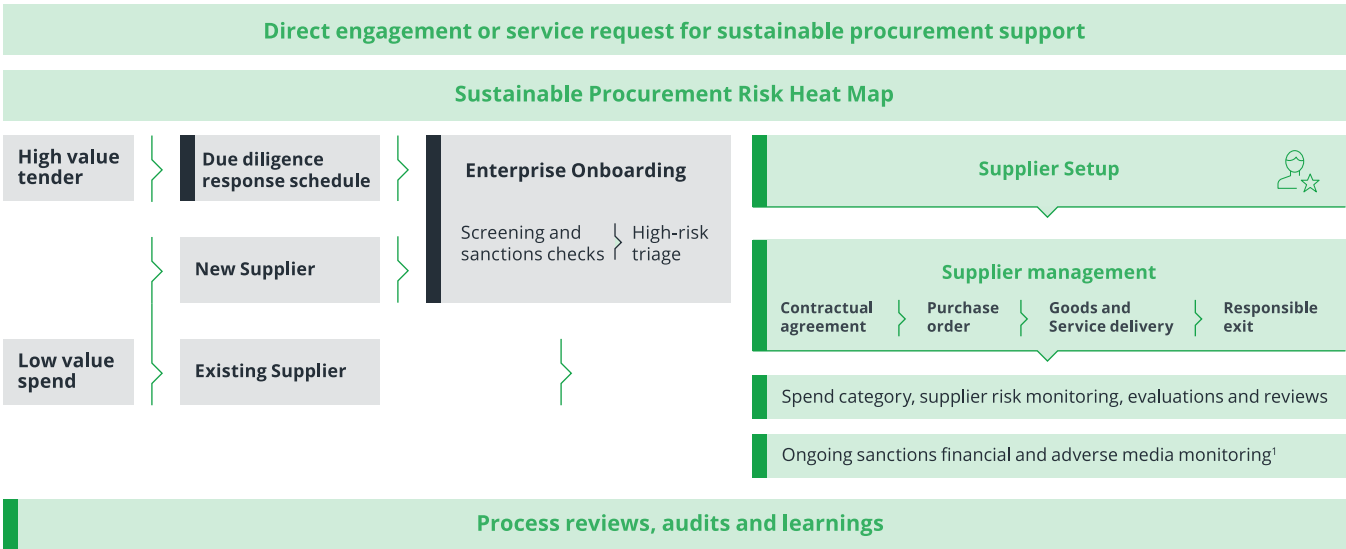 Direct engagement or service request for sustainable procurement support
Sustainable Procurement Risk Heat Map
High value
tender
Due diligence
response schedule
Enterprise Onboarding
Screening and
sanctions checks
High-risk
triage
New Supplier
Low value
spend
Existing Supplier
Supplier Setup
Supplier management
Contractual
agreement
Purchase
order
Goods and
Service delivery
Responsible
exit
Spend category, supplier risk monitoring, evaluations and reviews
Ongoing sanctions financial and adverse media monitoring¹
Process reviews, audits and learnings